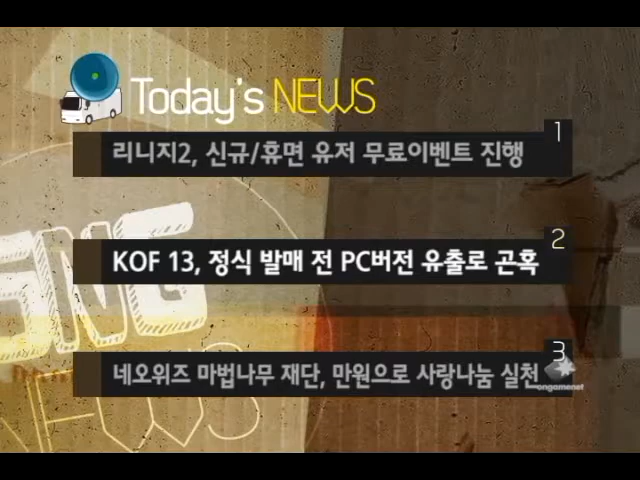 Today's NEWS
1
리니지2, 신규/휴면 유저 무료이벤트 진행
2
KOF 13, 정식 발매 전 PC버전 유출로 곤혹
3
네오위즈 마법나무 재단, 만원으로 사랑나눔 실천
ongamenet
SNG
NEWS